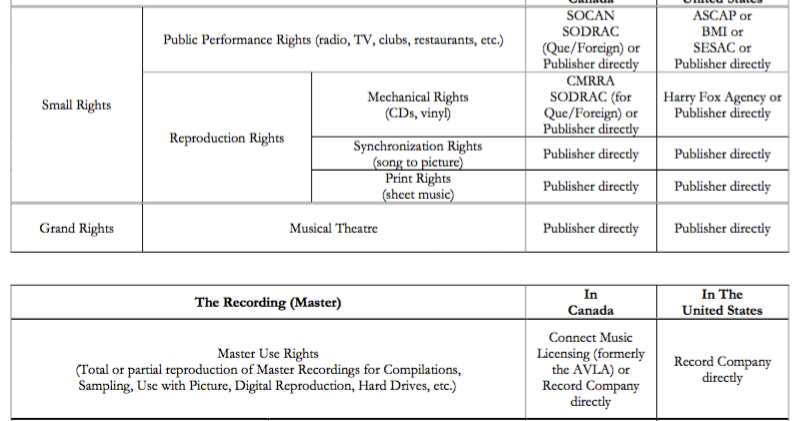 Canada
United States
Public Performance Rights (radio, TV, clubs, restaurants, etc.)
SOCAN
SODRAC
(Que/Foreign) or
Publisher directly
ASCAP or
BMI or
SESAC or
Publisher directly
Small Rights
Reproduction Rights
Mechanical Rights
(CDs, vinyl)
CMRRA
SODRAC (for
Que/Foreign) or
Publisher directly
Harry Fox Agency or
Publisher directly
Synchronization Rights
(song to picture)
Publisher directly
Publisher directly
Print Rights
(sheet music)
Publisher directly
Publisher directly
Grand Rights
Musical Theatre
Publisher directly
Publisher directly
The Recording (Master)
In
Canada
In The
United States
Master Use Rights
(Total or partial reproduction of Master Recordings for Compilations,
Sampling, Use with Picture, Digital Reproduction, Hard Drives, etc.)
Connect Music
Licensing (formerly
the AVLA) or
Record Company
directly
Record Company
directly